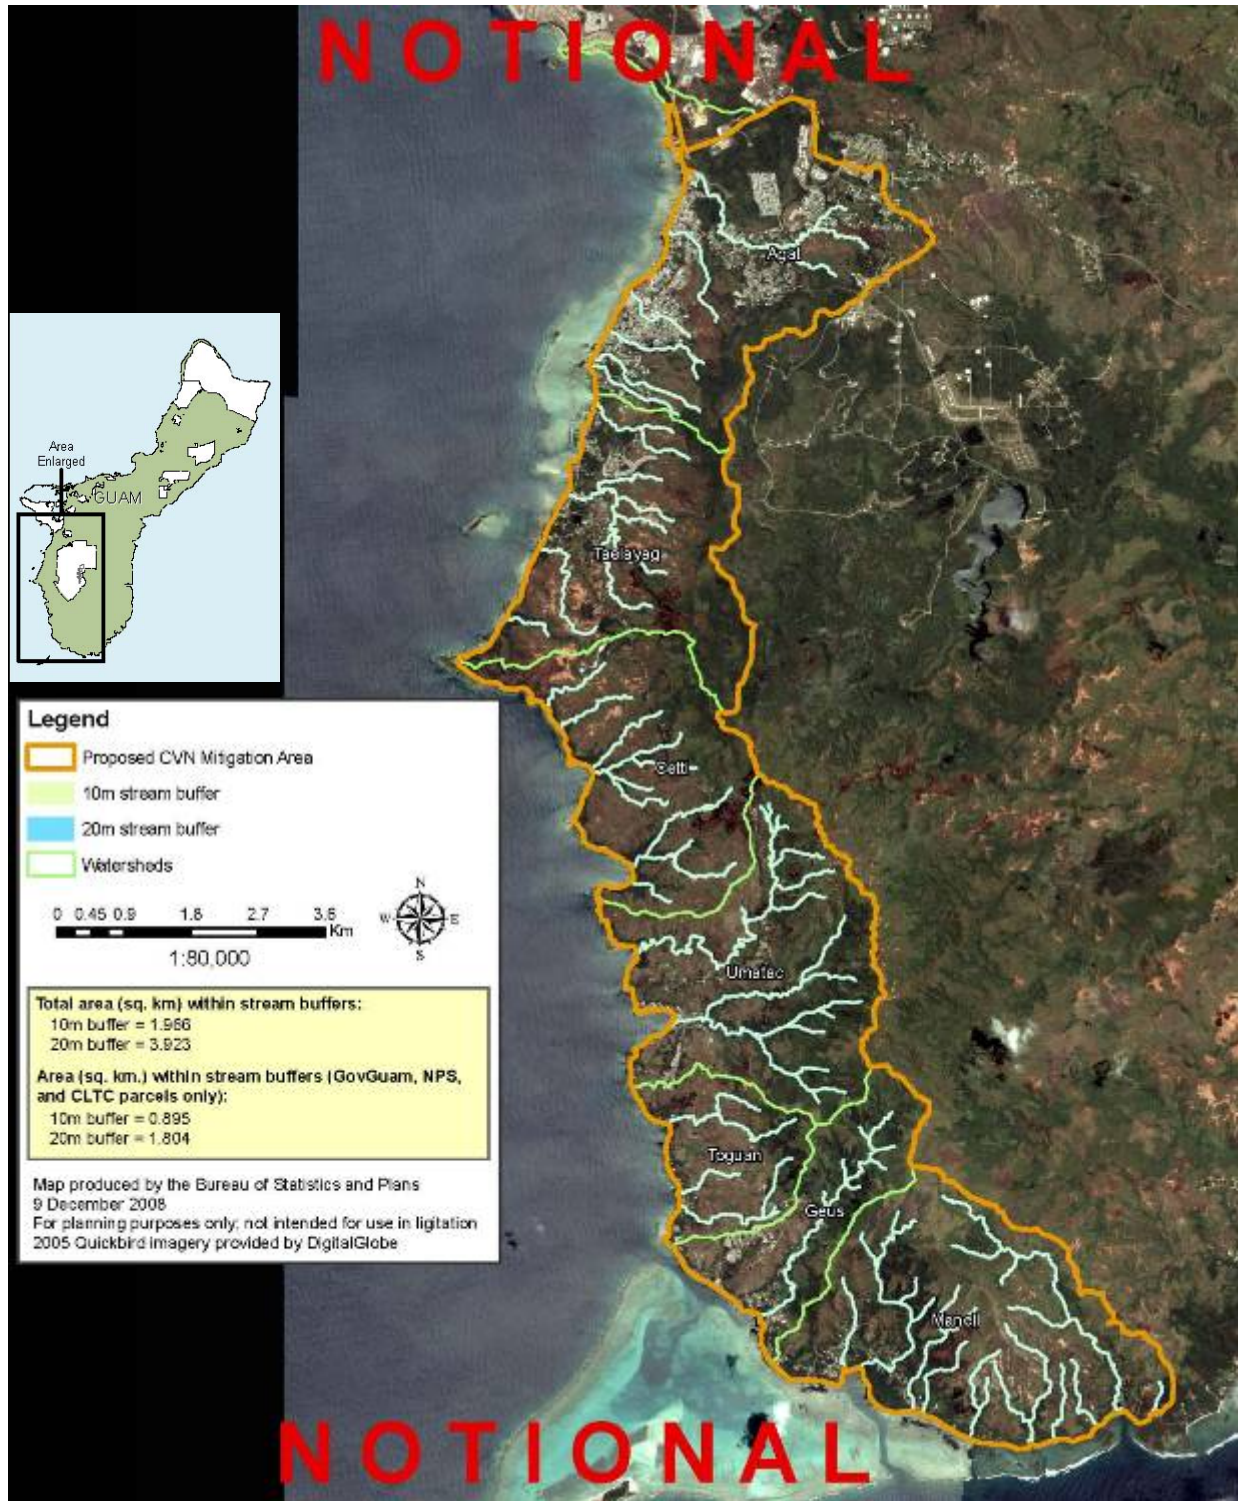 NOTIONAL
Agat
Area
Enlarged
GUAM
Taelayag
Legend
Proposed CVN Mitigation Area
10m stream buffer
20m stream buffer
Watersheds
Cetti
N
W E
S
0 0.45 0.9 1.8 2.7 3.6
Km
1:80,000
Umatac
Total area (sq. km) within stream buffers:
10m buffer = 1.966
20m buffer = 3.923
Area (sq. km.) within stream buffers (GovGuam, NPS,
and CLTC parcels only):
10m buffer = 0.895
20m buffer = 1.804
Toguan
Map produced by the Bureau of Statistics and Plans
9 December 2008
For planning purposes only; not intended for use in ligitation
2005 Quickbird imagery provided by DigitalGlobe
Geus
Manell
NOTIONAL